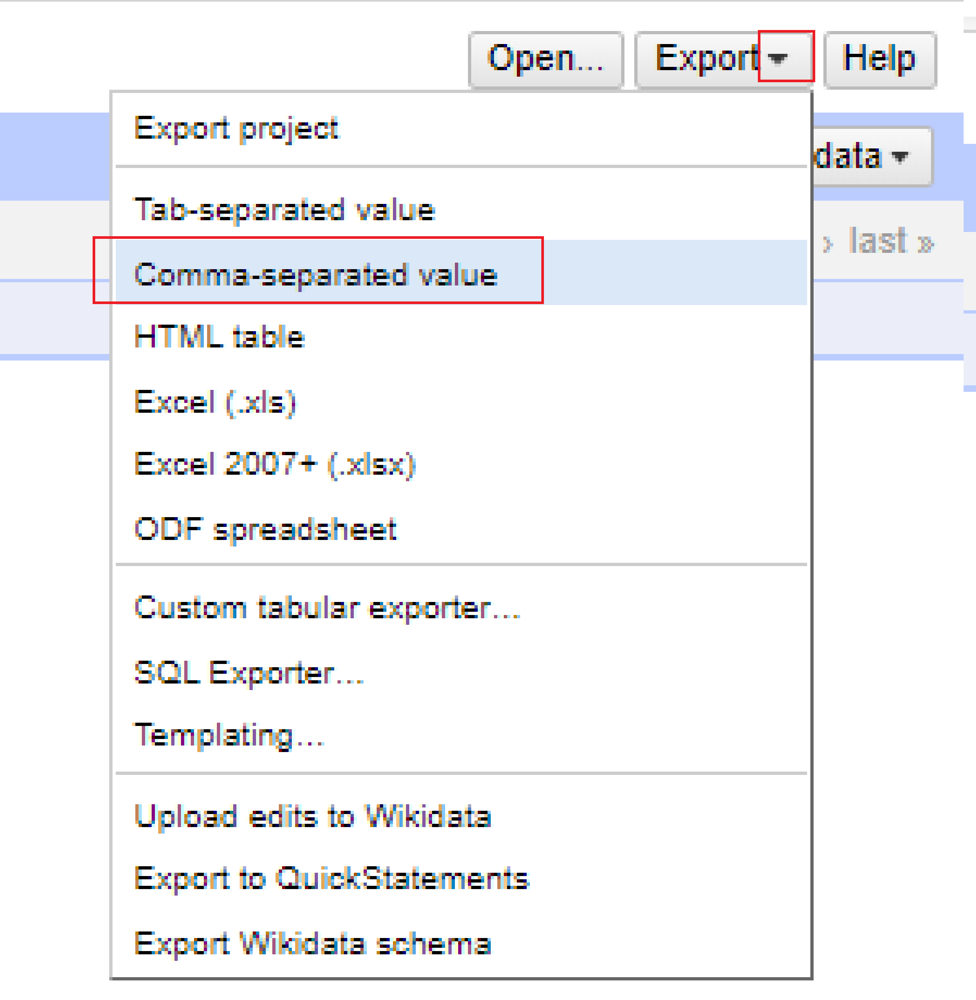 Open... Export Help
Export project
data
Tab-separated value
› last »
Comma-separated value
HTML table
Excel (.xls)
Excel 2007+ (.xlsx)
ODF spreadsheet
Custom tabular exporter...
SQL Exporter...
Templating...
Upload edits to Wikidata
Export to QuickStatements
Export Wikidata schema